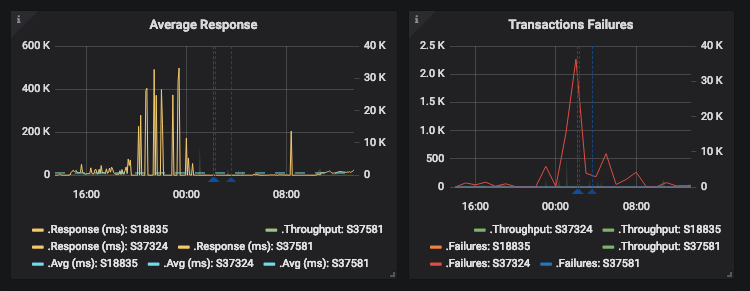 i
Average Response
600 K
400 K
200 K
0
40 K
30 K
20 K
10 K
0
16:00 00:00 08:00
.Response (ms): S18835 .Throughput: S37581
.Response (ms): S37324 .Response (ms): S37581
.Avg (ms): S18835 .Avg (ms): S37324 .Avg (ms): S37581
i
Transactions Failures
2.5 K
2.0 K
1.5 K
1.0 K
500
0
40 K
30 K
20 K
10 K
0
16:00 00:00 08:00
.Throughput: S37324 .Throughput: S18835
.Failures: S18835 .Throughput: S37581
.Failures: S37324 .Failures: S37581